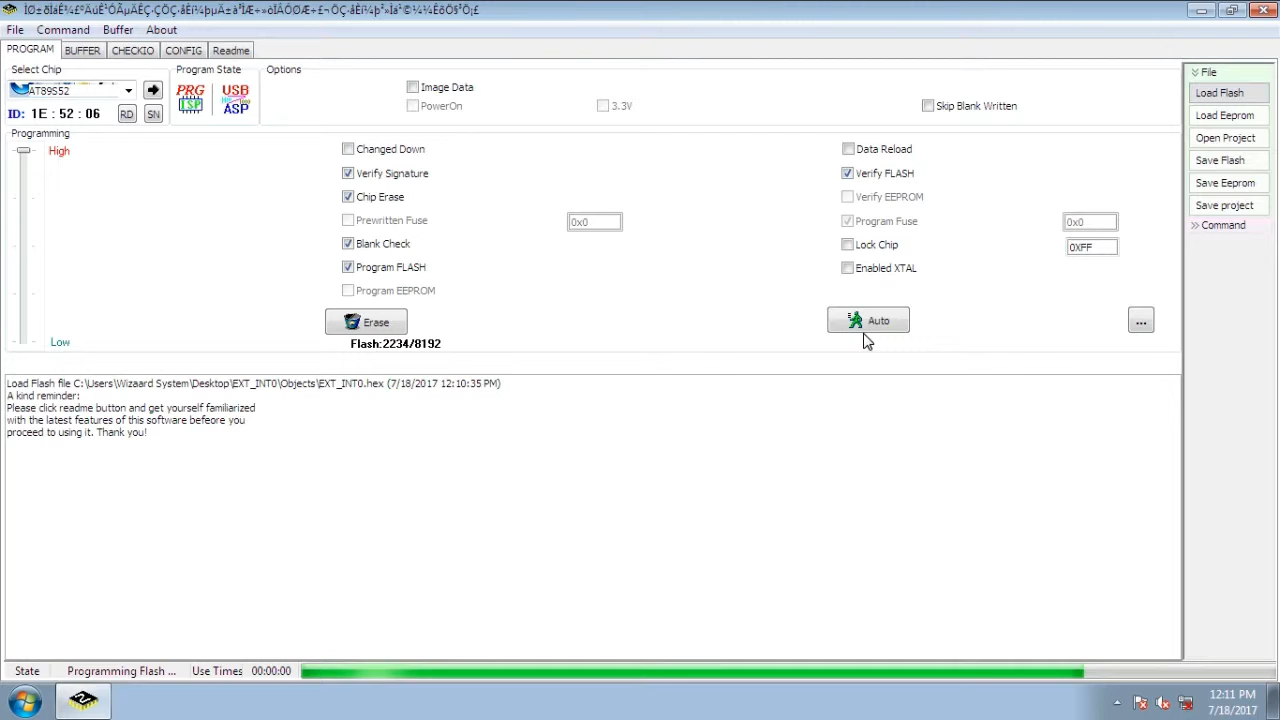 File Command Buffer About
PROGRAM BUFFER CHECKIO CONFIG Readme
Select Chip Program State Options
AT89S52
PRG ISP USB ASP
ID: 1E : 52 : 06 RD SN
Image Data
PowerOn 3.3V Skip Blank Written
Programming
High
Low
Changed Down
Verify Signature
Chip Erase
Prewritten Fuse 0x0
Blank Check
Program FLASH
Program EEPROM
Erase
Flash:2234/8192
Data Reload
Verify FLASH
Verify EEPROM
Program Fuse 0x0
Lock Chip 0XFF
Enabled XTAL
Auto ...
Load Flash file C:\Users\Wizaard System\Desktop\EXT_INT0\Objects\EXT_INT0.hex (7/18/2017 12:10:35 PM)
A kind reminder:
Please click readme button and get yourself familiarized
with the latest features of this software befeore you
proceed to using it. Thank you!
File
Load Flash
Load Eeprom
Open Project
Save Flash
Save Eeprom
Save project
Command
State Programming Flash ... Use Times 00:00:00
12:11 PM
7/18/2017